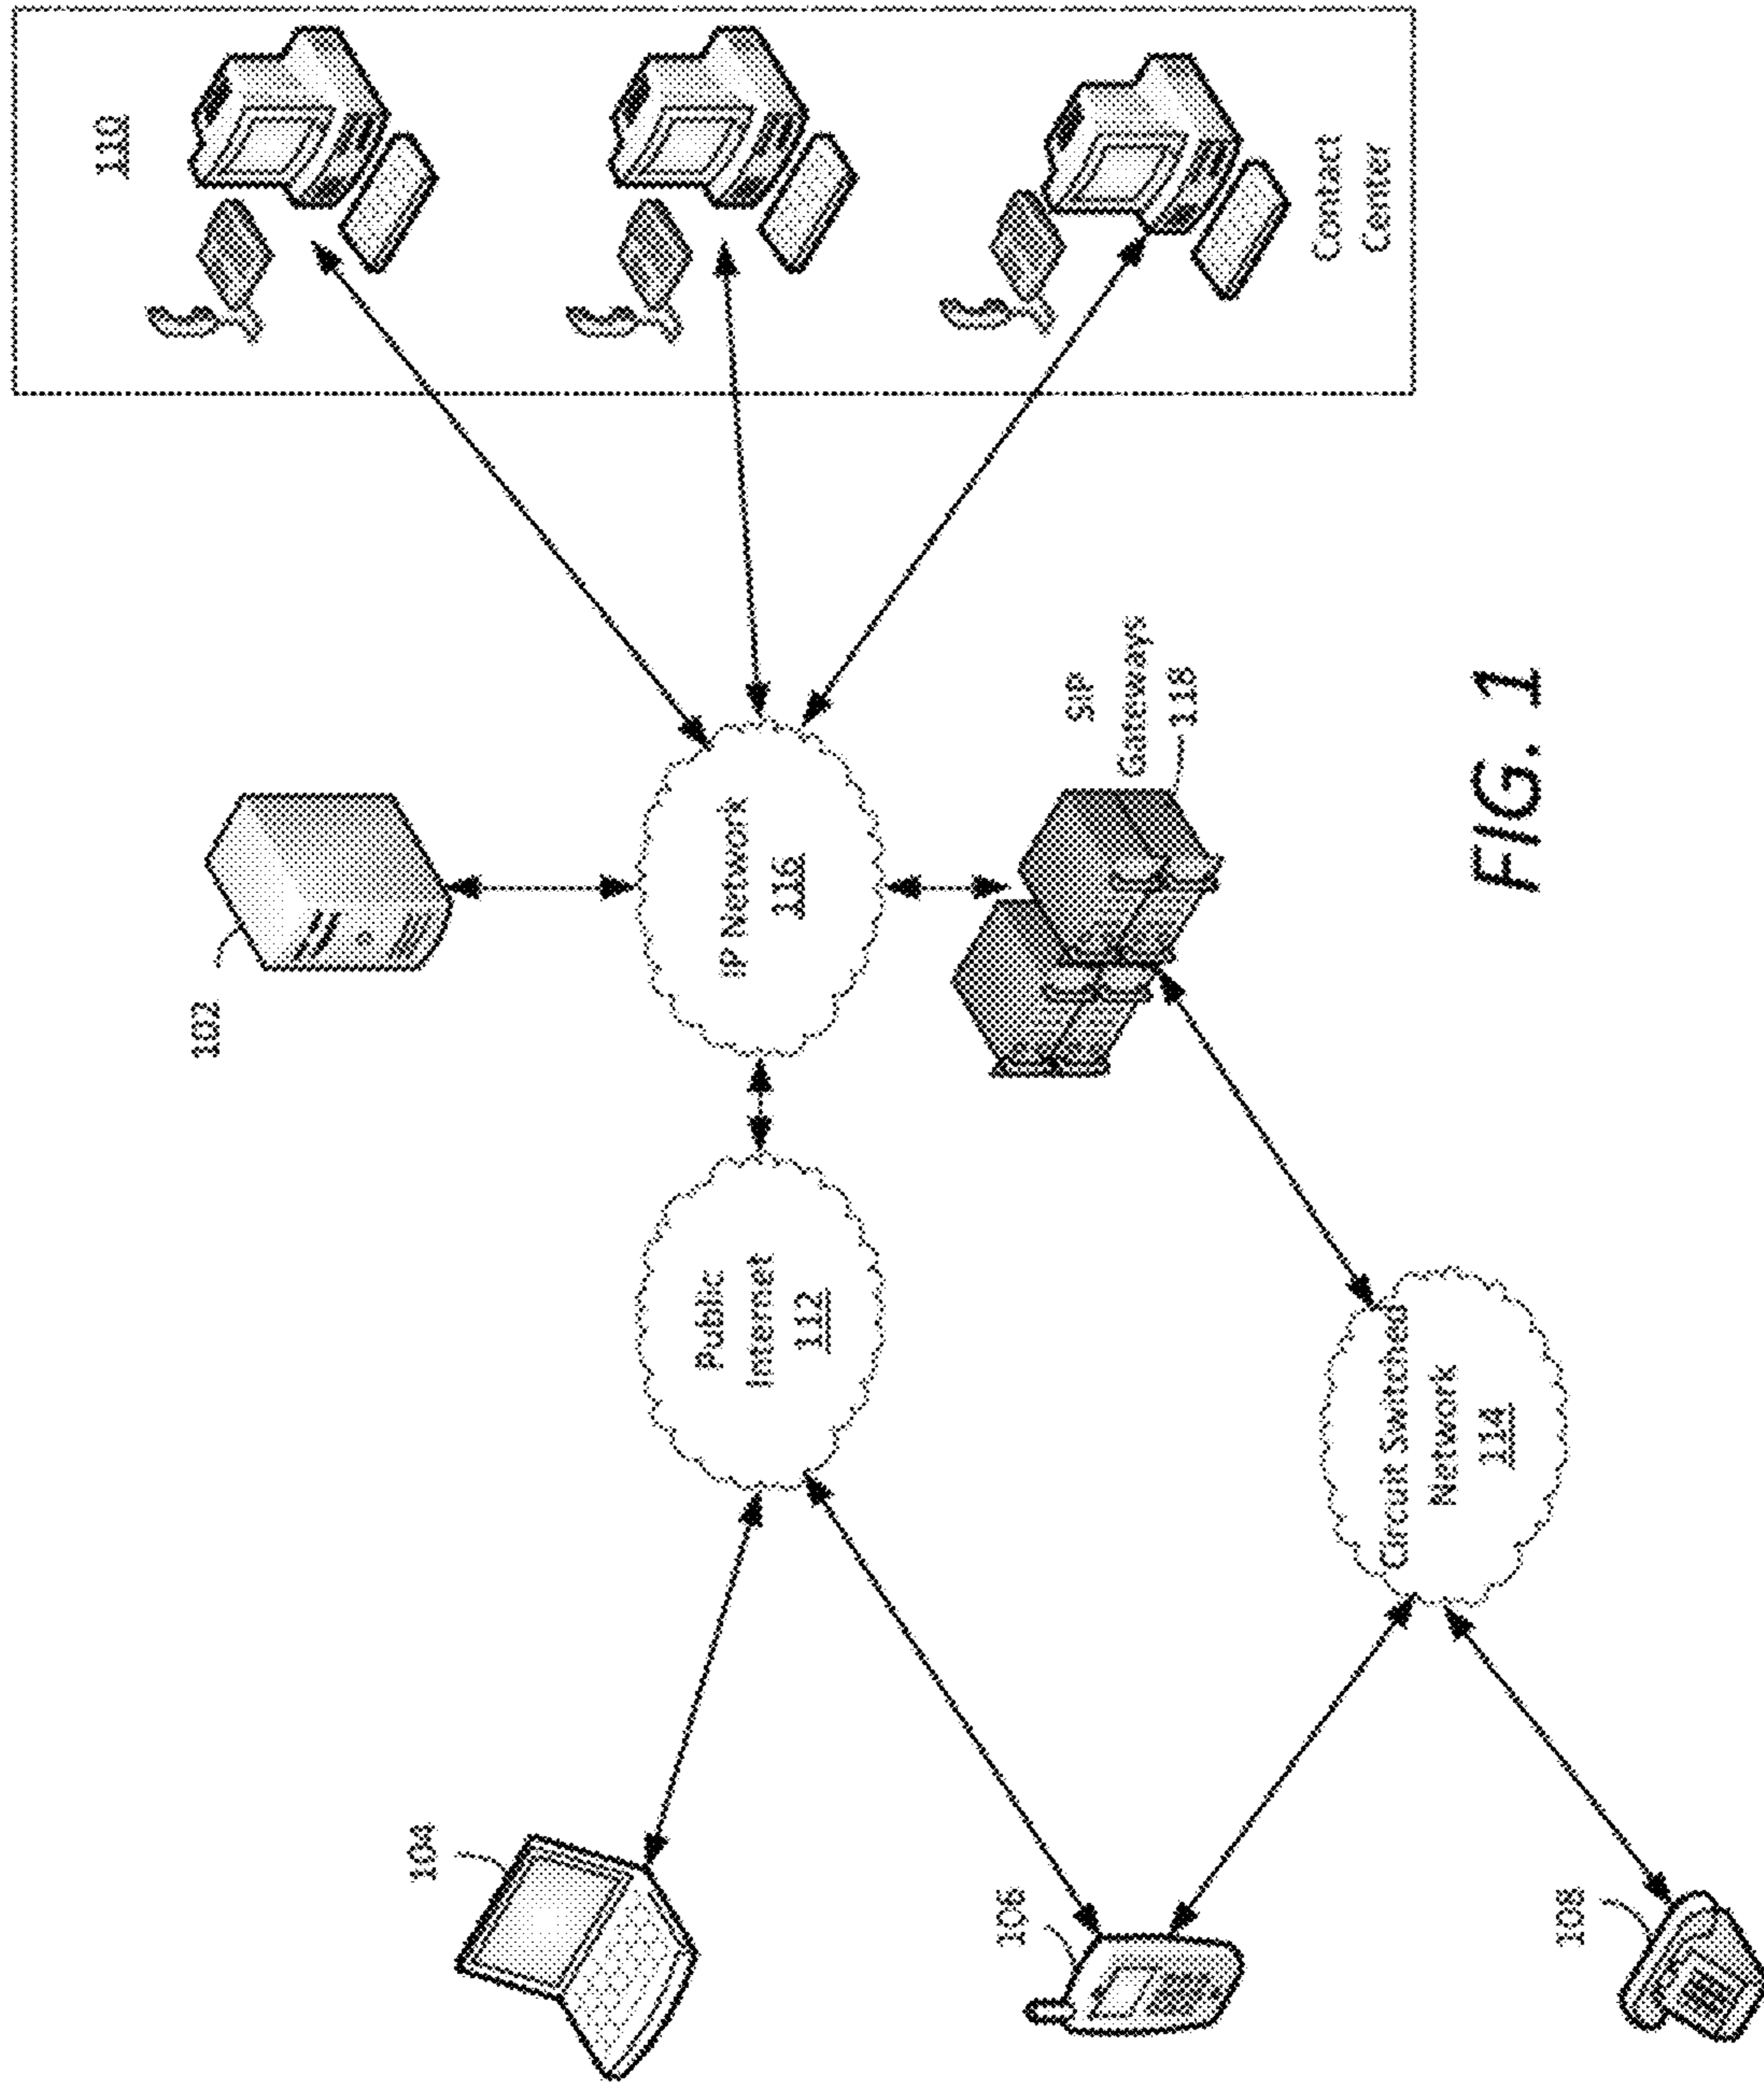 102
110
104
Public
Internet
112
IP Network
116
106
SIP
Gateways
118
Contact
Center
108
Circuit Switched
Network
114
FIG. 1